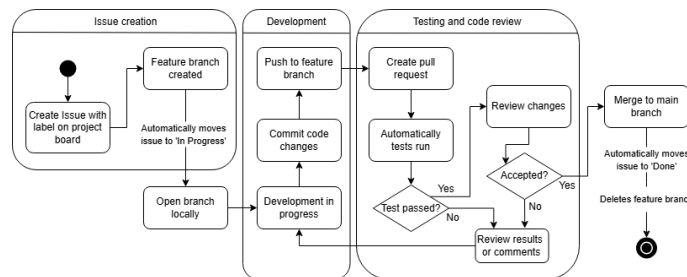 Issue creation
Development
Testing and code review
Feature branch
created
Create Issue with
label on project
board
Automatically moves
issue to 'In Progress'
Open branch
locally
Push to feature
branch
Commit code
changes
Development in
progress
Create pull
request
Automatically
tests run
Test passed?
Yes
No
Review changes
Accepted?
Yes
No
Review results
or comments
Merge to main
branch
Automatically moves
issue to 'Done'
Deletes feature branch